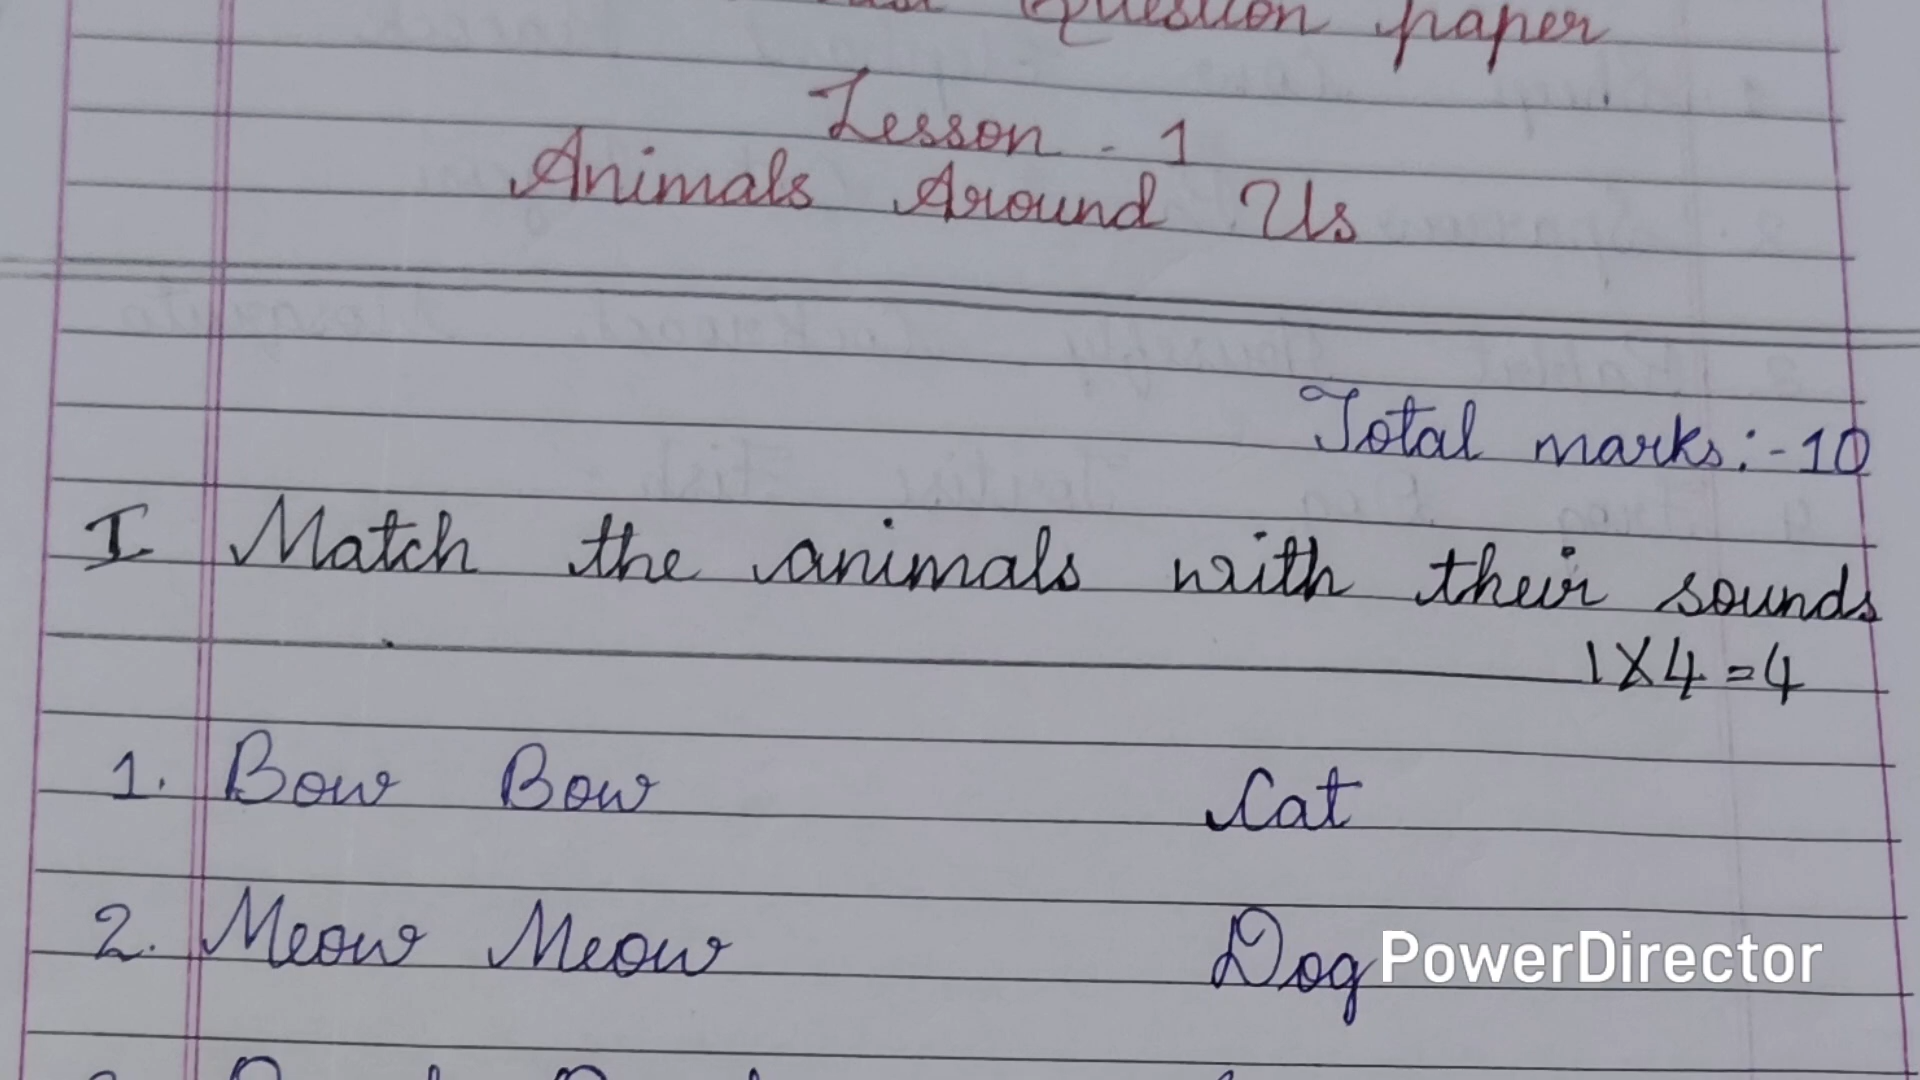 Question paper
Lesson - 1
Animals Around Us
Total marks:-10
I Match the animals with their sounds
1X4=4
1. Bow Bow Cat
2. Meow Meow Dog
PowerDirector